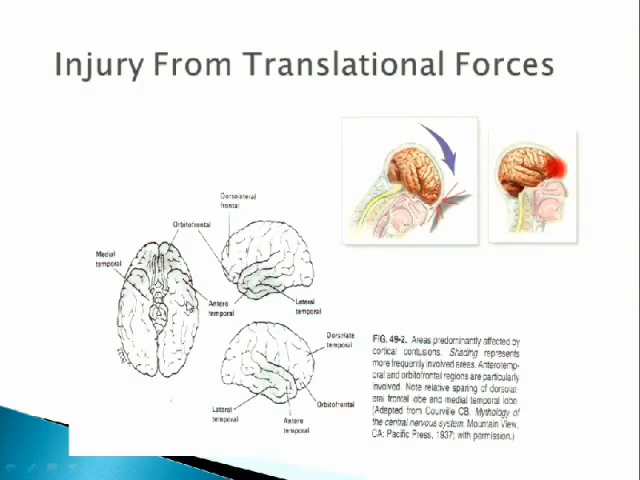 Injury From Translational Forces
Dorsolateral
frontal
Orbitofrontal
Medial
temporal
Antero
temporal
Lateral
temporal
Dorsolate
temporal
Orbitofrontal
Lateral
temporal
Antero
temporal
FIG. 49-2. Areas predominantly affected by
cortical contusions. Shading represents
more frequently involved areas. Anterotemp-
oral and orbitofrontal regions are particularly
involved. Note relative sparing of dorsolat-
eral frontal lobe and medial temporal lobe.
(Adapted from Courville CB. Mythology of
the central nervous system. Mountain View,
CA: Pacific Press, 1937; with permission.)